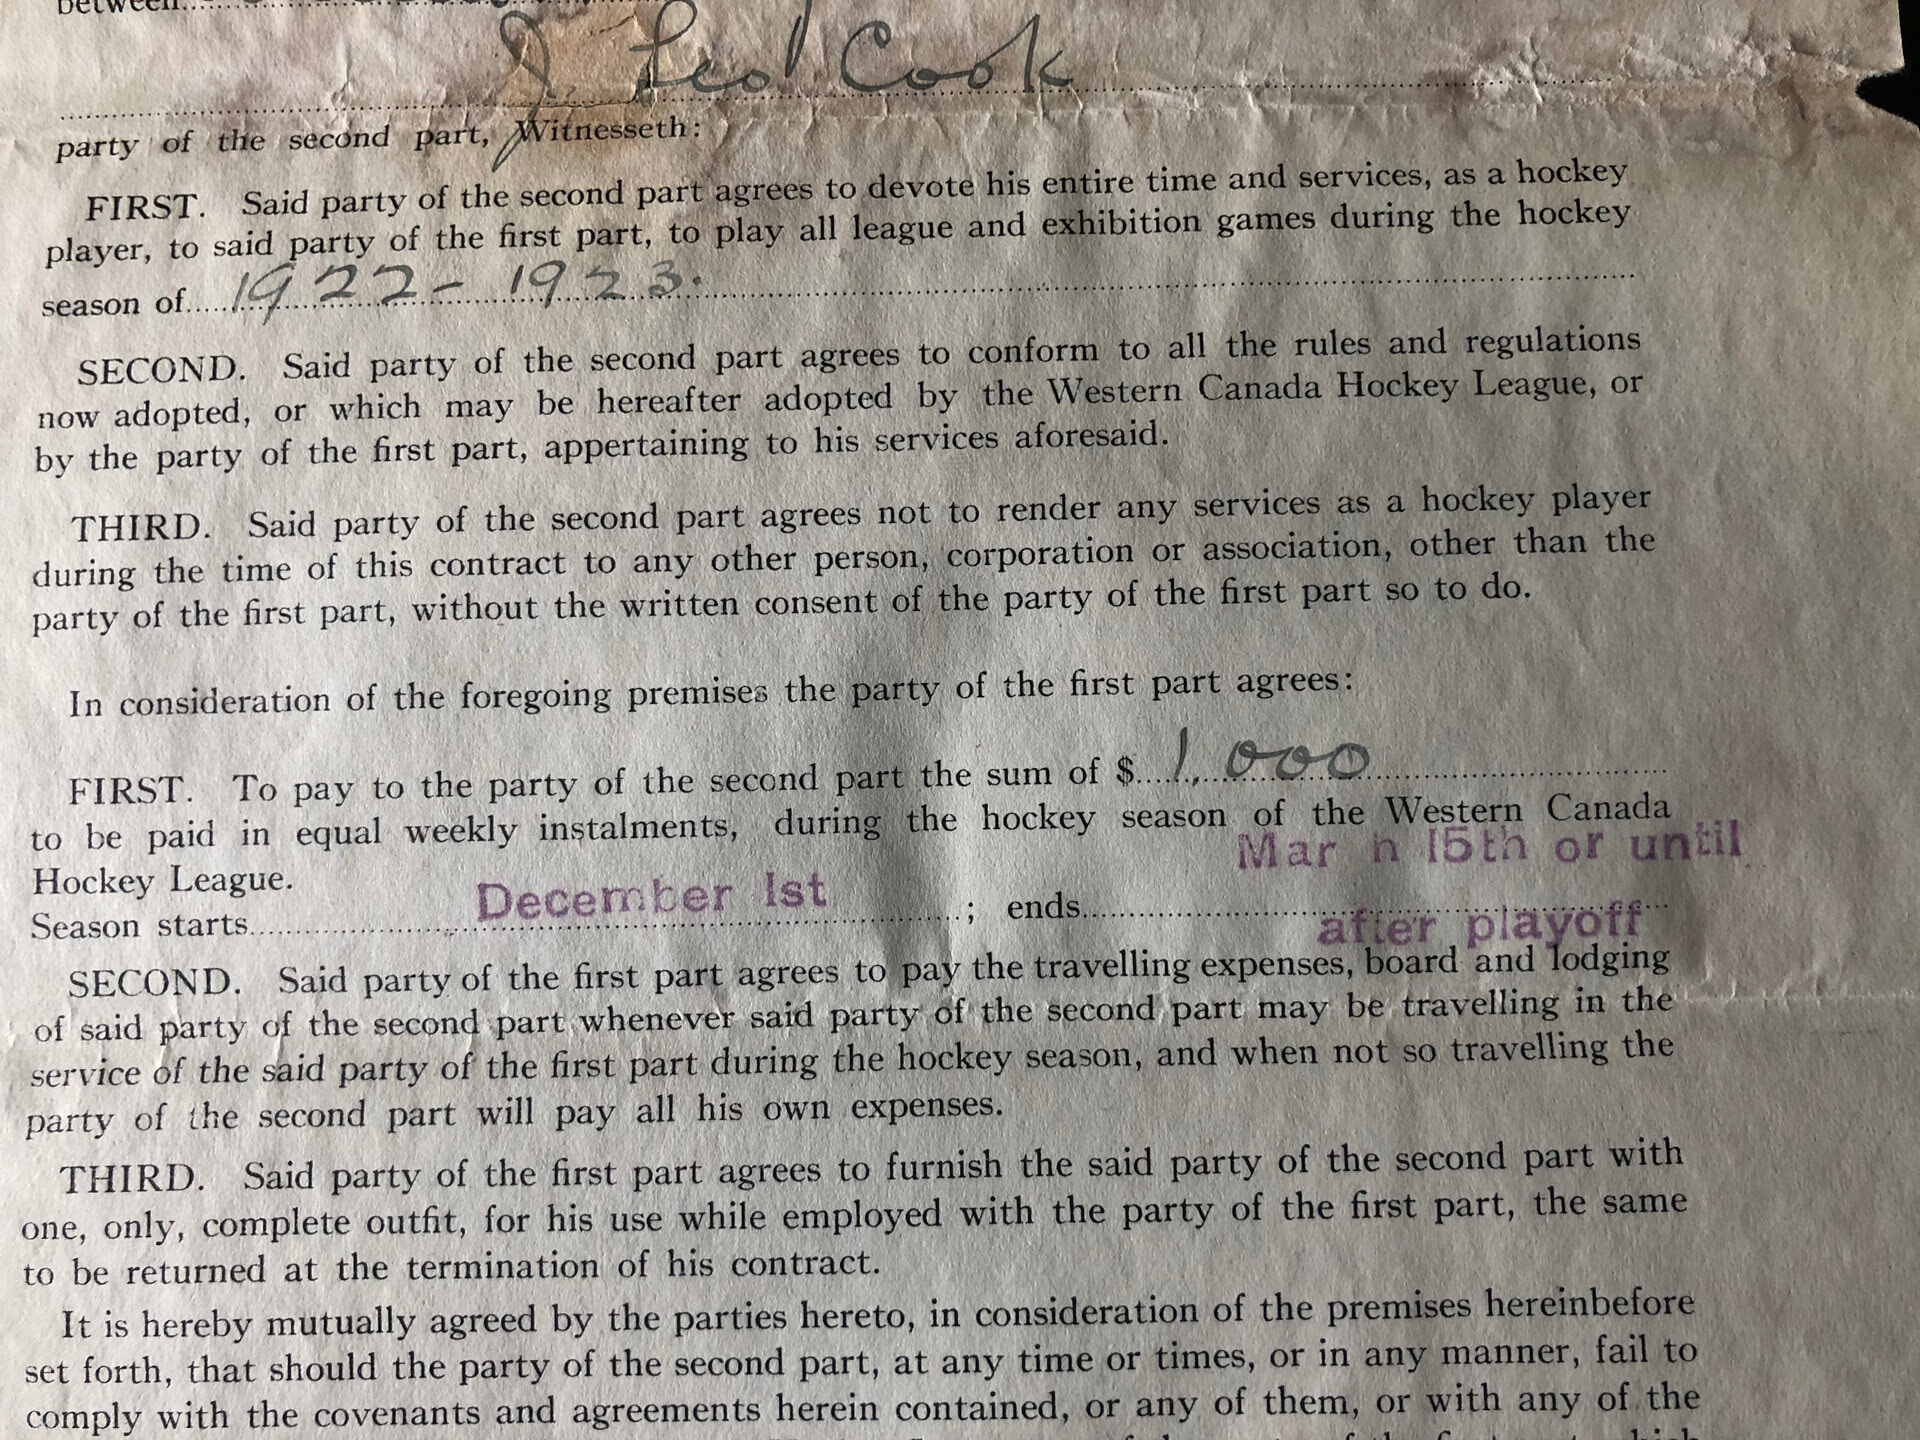 between
J. Leo Cook
party of the second part, Witnesseth:
FIRST. Said party of the second part agrees to devote his entire time and services, as a hockey
player, to said party of the first part, to play all league and exhibition games during the hockey
season of 1922 - 1923.
SECOND. Said party of the second part agrees to conform to all the rules and regulations
now adopted, or which may be hereafter adopted by the Western Canada Hockey League, or
by the party of the first part, appertaining to his services aforesaid.
THIRD. Said party of the second part agrees not to render any services as a hockey player
during the time of this contract to any other person, corporation or association, other than the
party of the first part, without the written consent of the party of the first part so to do.
In consideration of the foregoing premises the party of the first part agrees:
FIRST. To pay to the party of the second part the sum of $ 1,000
to be paid in equal weekly instalments, during the hockey season of the Western Canada
Hockey League.
Mar h 15th or until
Season starts December 1st ; ends
after playoff
SECOND. Said party of the first part agrees to pay the travelling expenses, board and lodging
of said party of the second part whenever said party of the second part may be travelling in the
service of the said party of the first part during the hockey season, and when not so travelling the
party of the second part will pay all his own expenses.
THIRD. Said party of the first part agrees to furnish the said party of the second part with
one, only, complete outfit, for his use while employed with the party of the first part, the same
to be returned at the termination of his contract.
It is hereby mutually agreed by the parties hereto, in consideration of the premises hereinbefore
set forth, that should the party of the second part, at any time or times, or in any manner, fail to
comply with the covenants and agreements herein contained, or any of them, or with any of the